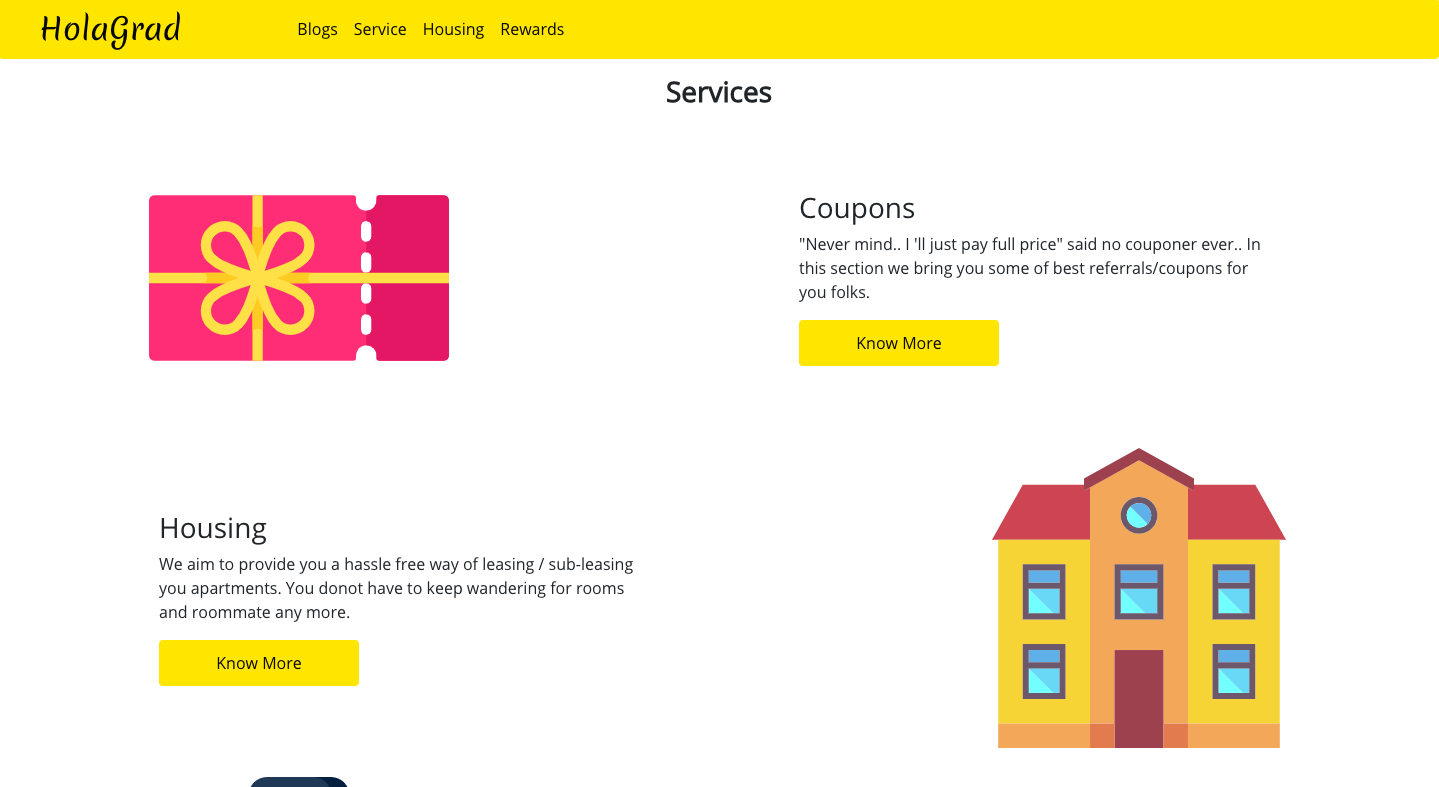 HolaGrad
Blogs Service Housing Rewards
Services
Coupons
"Never mind.. I 'll just pay full price" said no couponer ever.. In
this section we bring you some of best referrals/coupons for
you folks.
Know More
Housing
We aim to provide you a hassle free way of leasing / sub-leasing
you apartments. You donot have to keep wandering for rooms
and roommate any more.
Know More